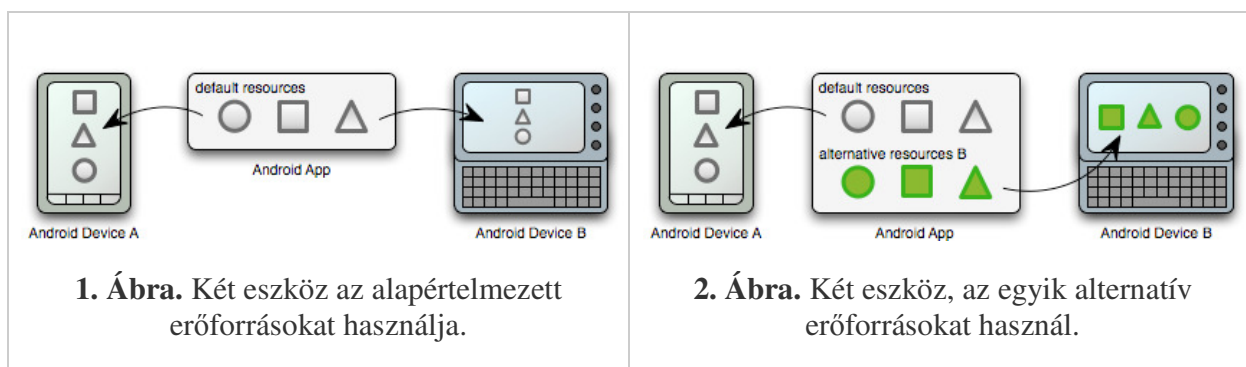 default resources
Android App
Android Device A
Android Device B
1. Ábra. Két eszköz az alapértelmezett
erőforrásokat használja.
default resources
alternative resources B
Android Device A
Android App
Android Device B
2. Ábra. Két eszköz, az egyik alternatív
erőforrásokat használ.